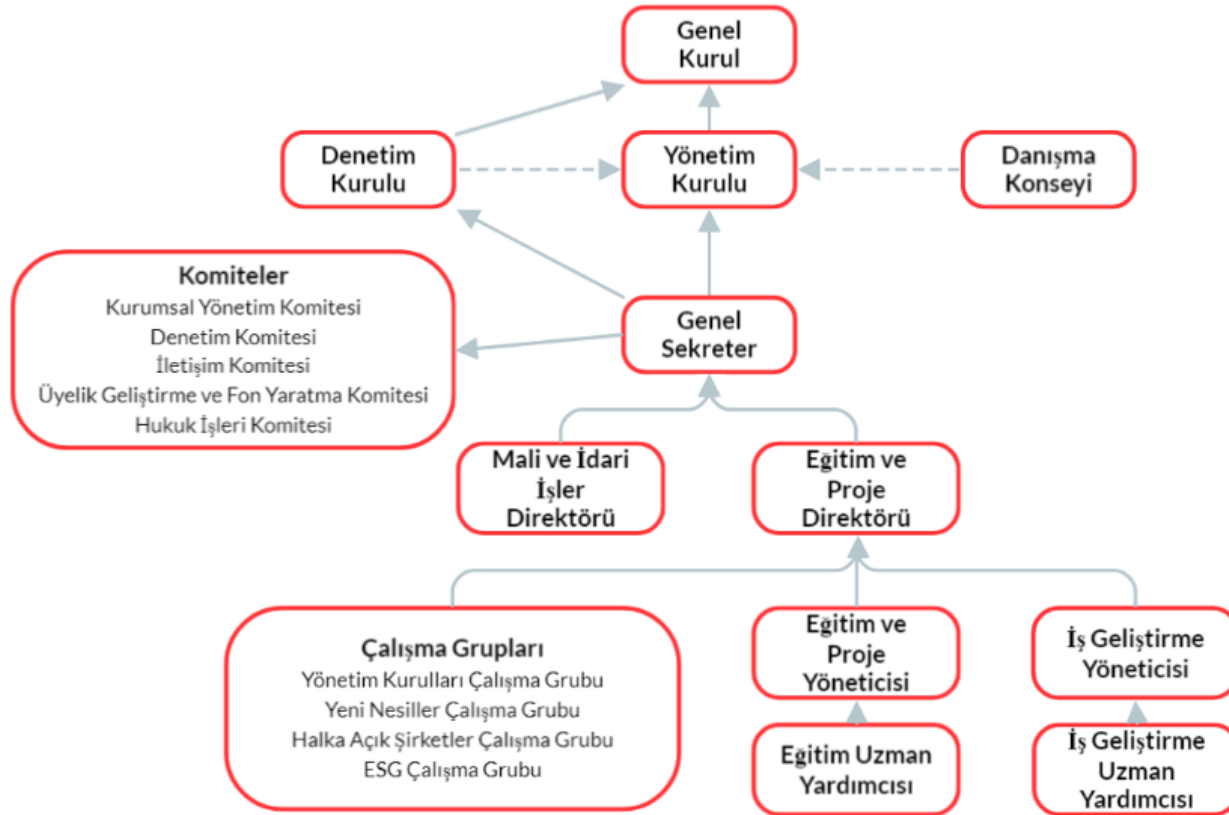 Genel
Kurul
Denetim
Kurulu
Yönetim
Kurulu
Danışma
Konseyi
Komiteler
Kurumsal Yönetim Komitesi
Denetim Komitesi
İletişim Komitesi
Üyelik Geliştirme ve Fon Yaratma Komitesi
Hukuk İşleri Komitesi
Genel
Sekreter
Mali ve İdari
İşler
Direktörü
Eğitim ve
Proje
Direktörü
Çalışma Grupları
Yönetim Kurulları Çalışma Grubu
Yeni Nesiller Çalışma Grubu
Halka Açık Şirketler Çalışma Grubu
ESG Çalışma Grubu
Eğitim ve
Proje
Yöneticisi
İş Geliştirme
Yöneticisi
Eğitim Uzman
Yardımcısı
İş Geliştirme
Uzman
Yardımcısı